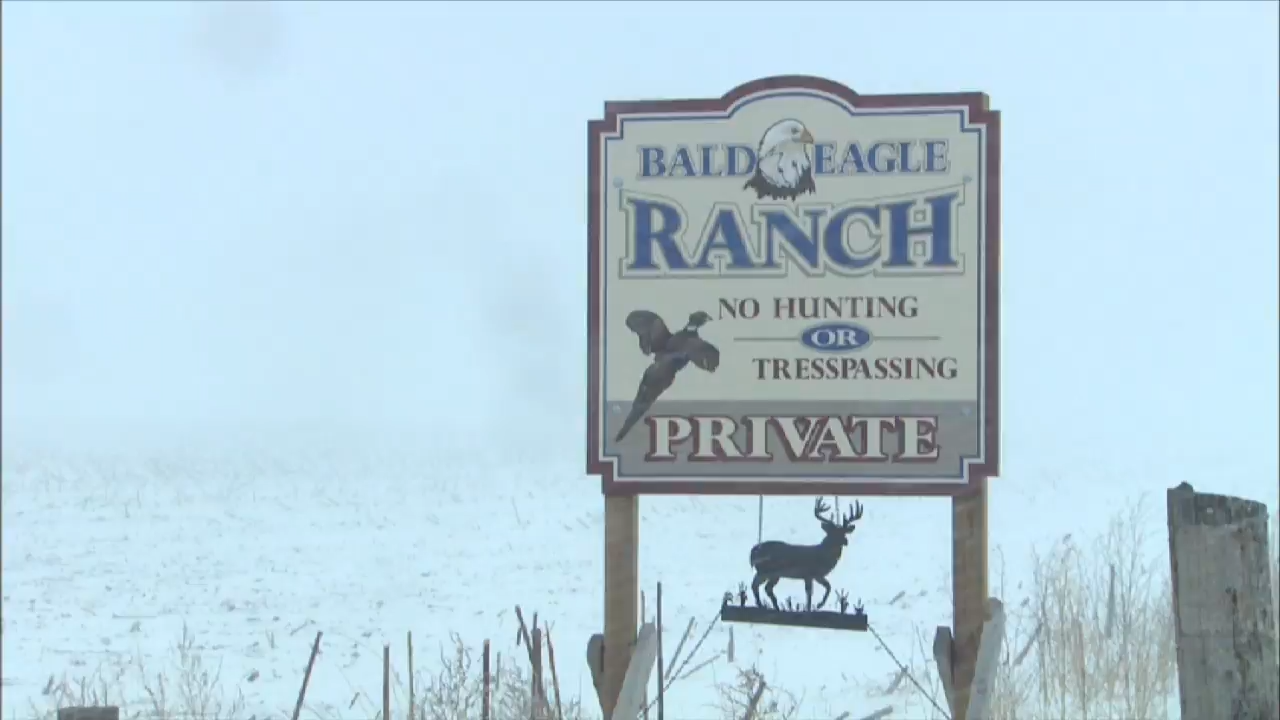 BALD EAGLE
RANCH
NO HUNTING
OR
TRESSPASSING
PRIVATE